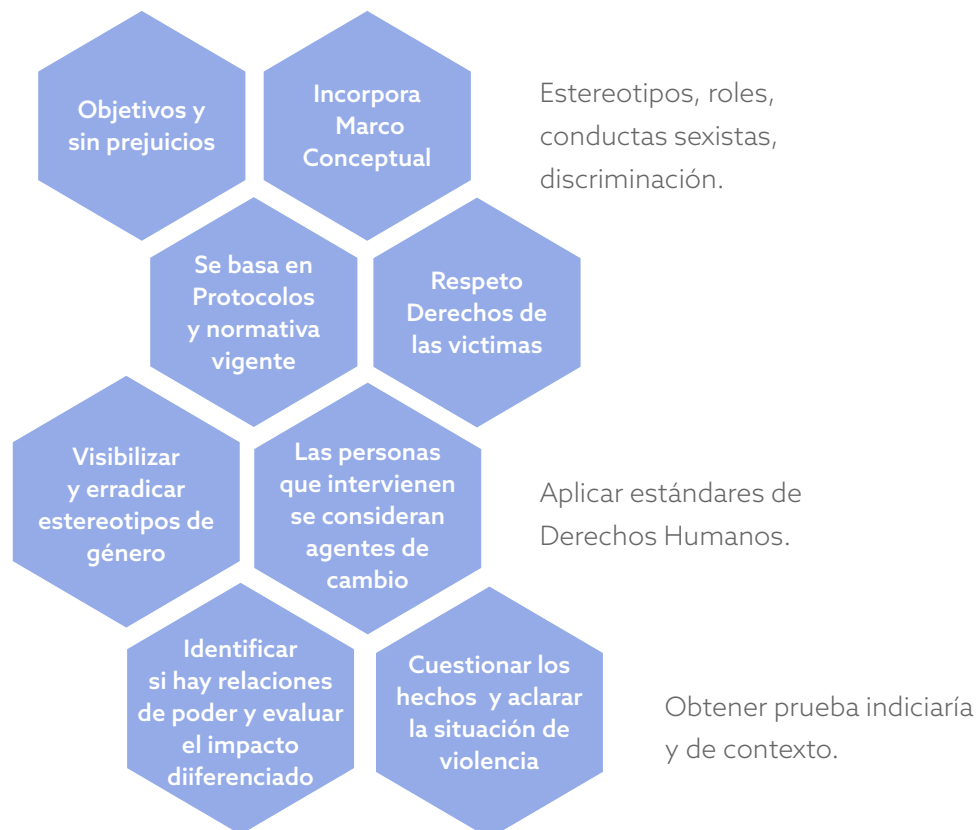 Objetivos y
sin prejuicios
Incorpora
Marco
Conceptual
Estereotipos, roles,
conductas sexistas,
discriminación.
Se basa en
Protocolos
y normativa
vigente
Respeto
Derechos de
las victimas
Visibilizar
y erradicar
estereotipos de
género
Las personas
que intervienen
se consideran
agentes de
cambio
Aplicar estándares de
Derechos Humanos.
Identificar
si hay relaciones
de poder y evaluar
el impacto
diiferenciado
Cuestionar los
hechos y aclarar
la situación de
violencia
Obtener prueba indiciaría
y de contexto.